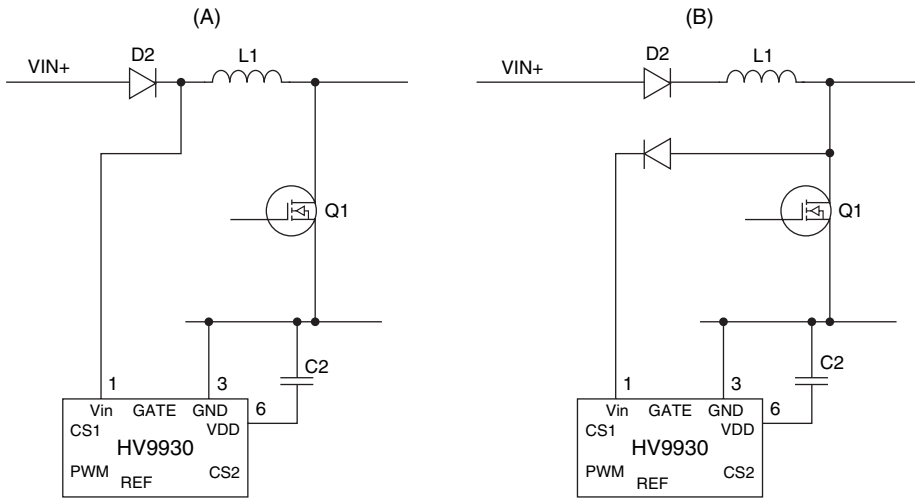 (A)
D2
L1
VIN+
Q1
C2
1
3
6
Vin
GATE
GND
CS1
VDD
HV9930
PWM
REF
CS2
(B)
D2
L1
VIN+
Q1
C2
1
3
6
Vin
GATE
GND
CS1
VDD
HV9930
PWM
REF
CS2